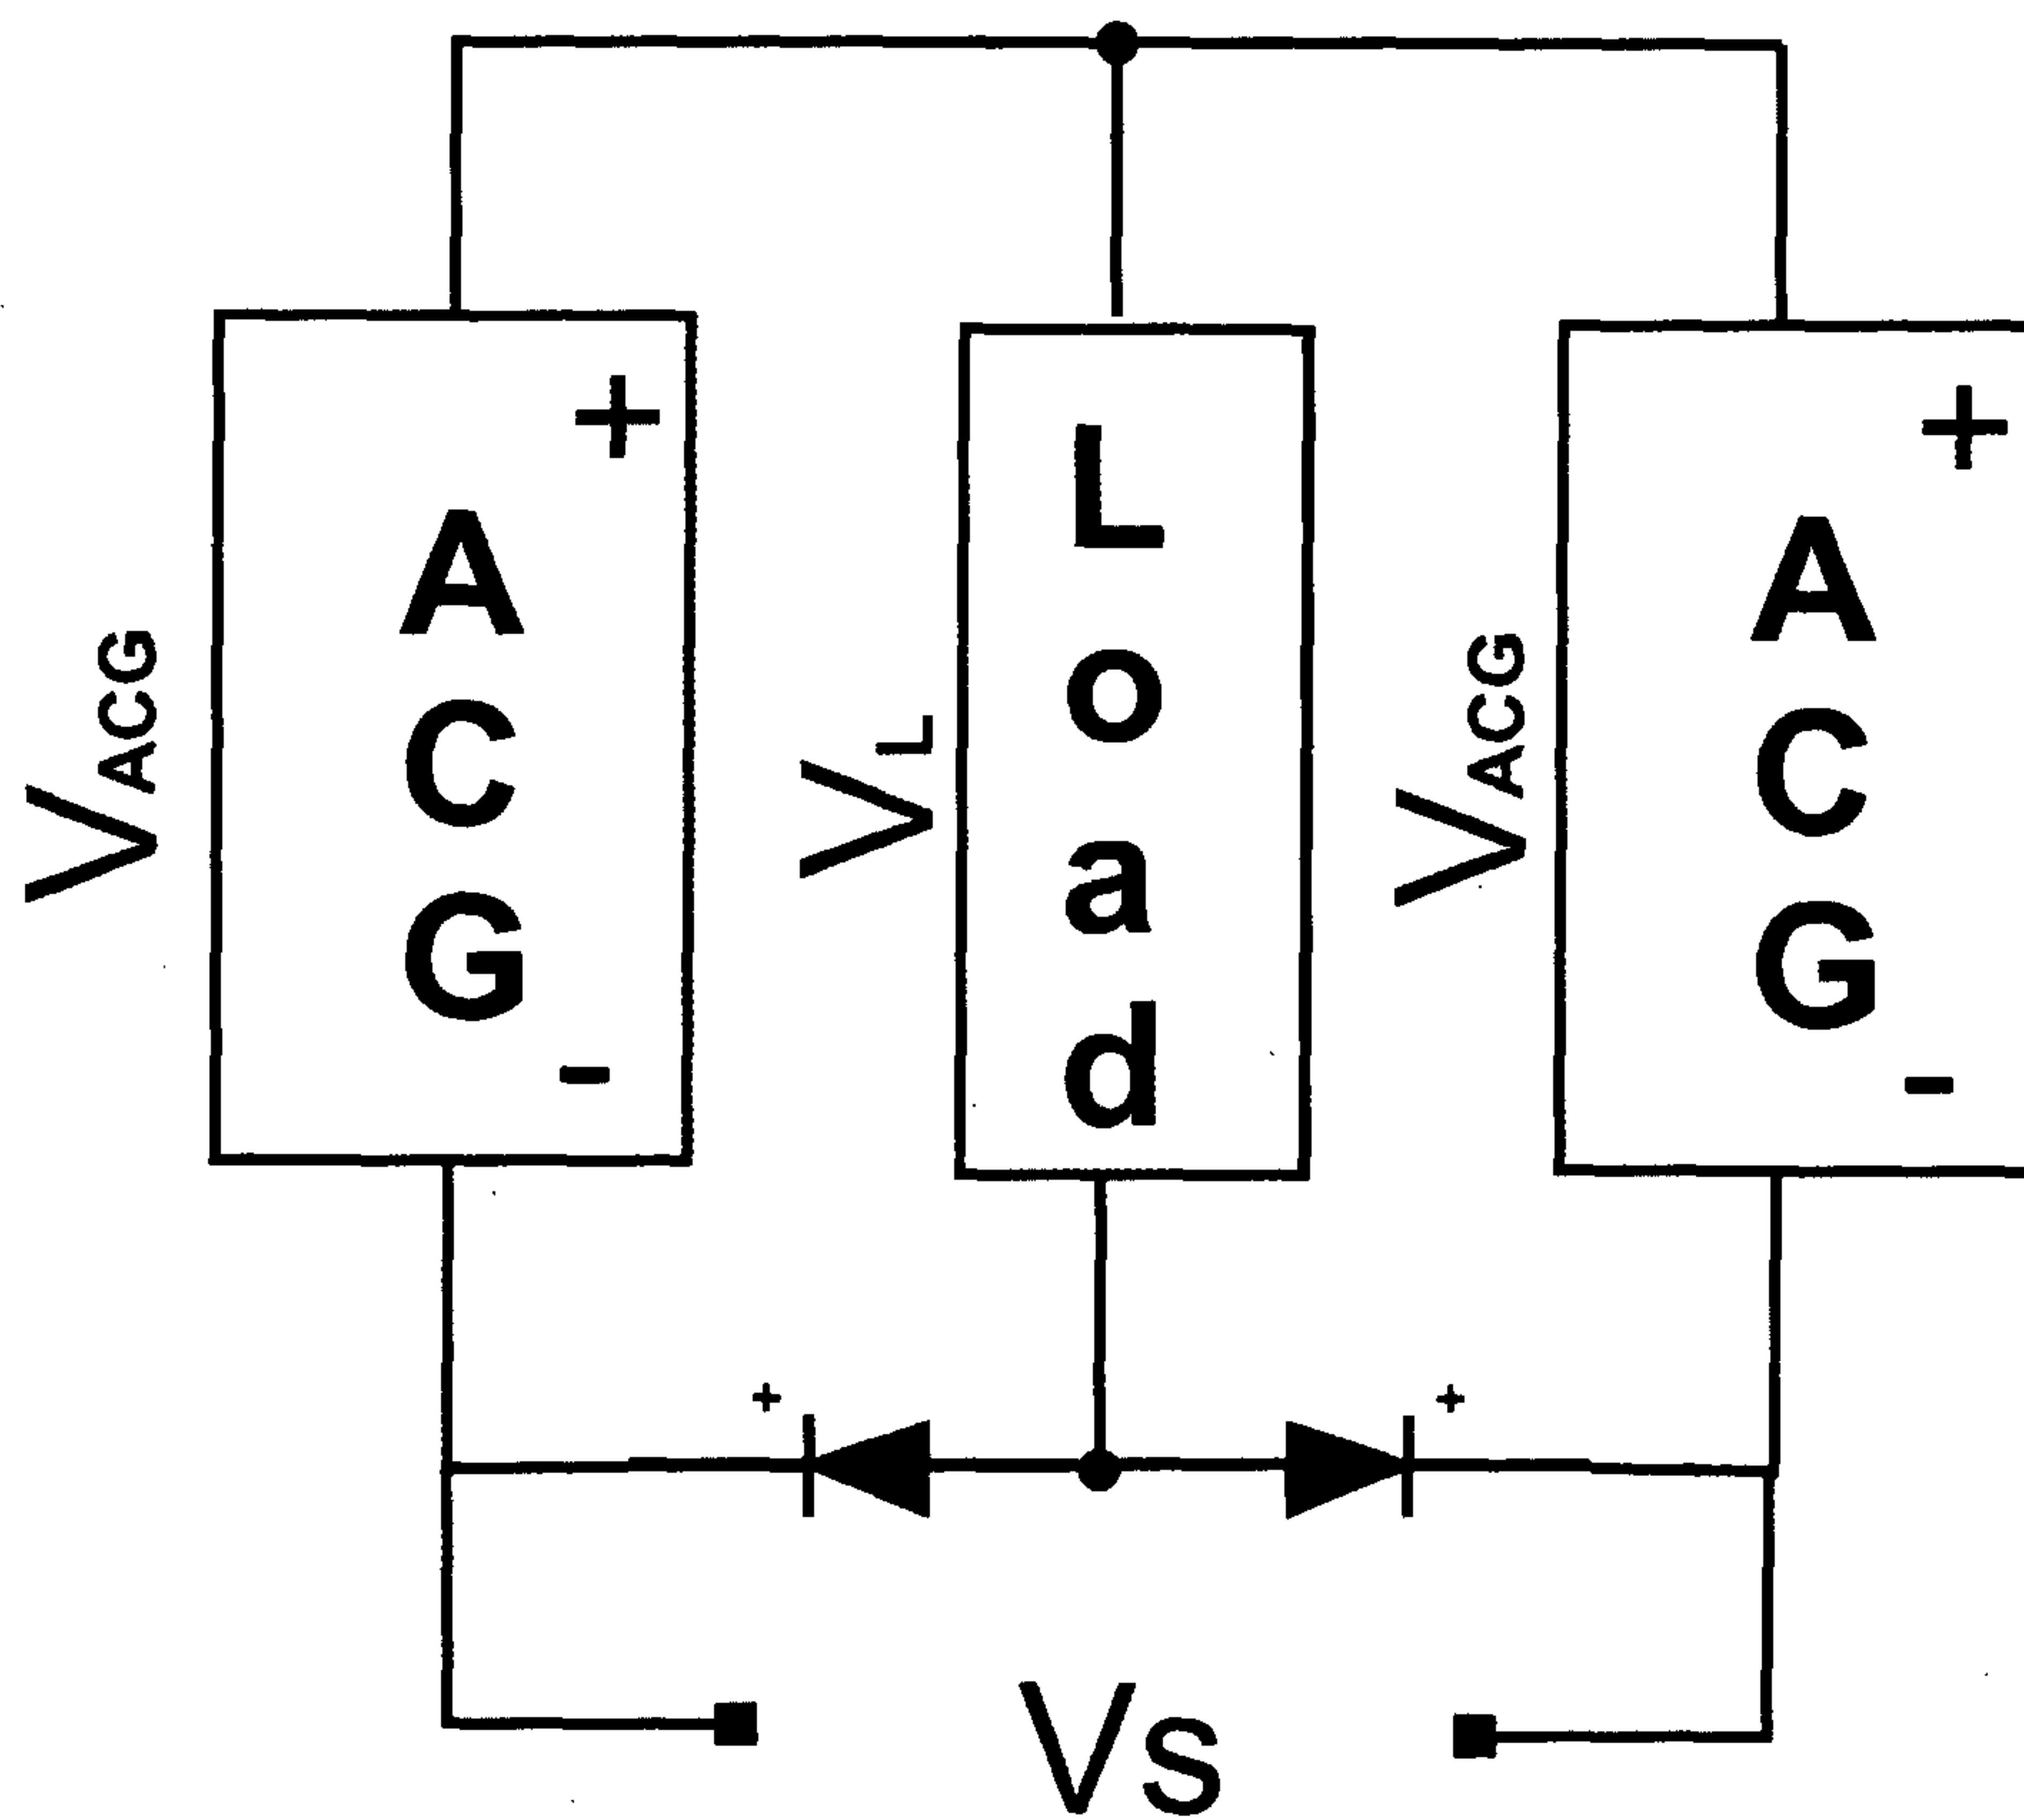 +
+
A
C
G
L
o
a
d
A
C
G
VACG
VL
VACG
-
-
+
+
Vs